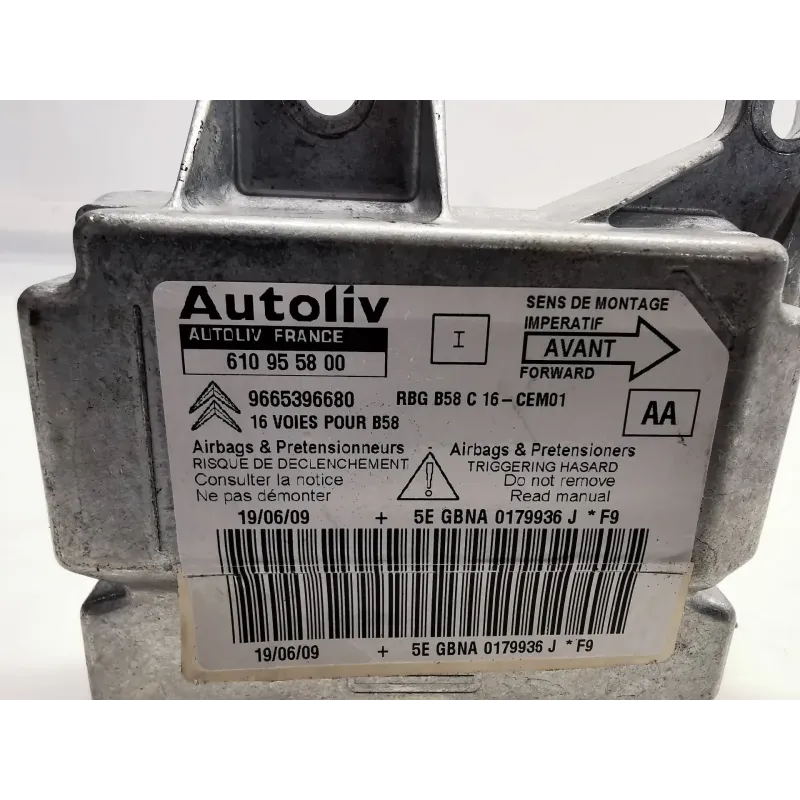 Autoliv
AUTOLIV FRANCE
610 95 58 00
I
SENS DE MONTAGE
IMPERATIF
AVANT
FORWARD
9665396680 RBG B58 C 16-CEM01
16 VOIES POUR B58
AA
Airbags & Pretensionneurs
RISQUE DE DECLENCHEMENT
Consulter la notice
Ne pas démonter
Airbags & Pretensioners
TRIGGERING HASARD
Do not remove
Read manual
19/06/09 + 5E GBNA 0179936 J * F9
19/06/09 + 5E GBNA 0179936 J * F9